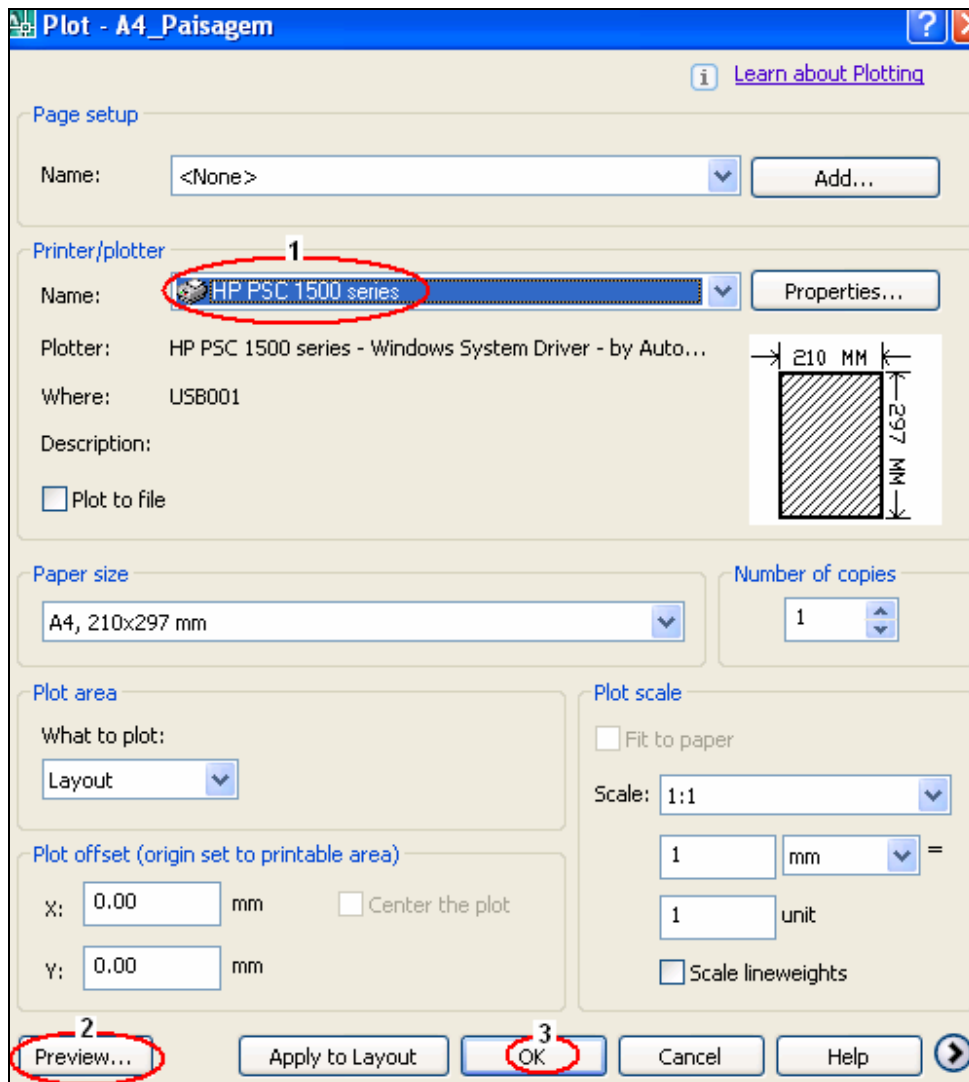 Plot - A4_Paisagem
Learn about Plotting
Page setup
Name: <None> Add...
Printer/plotter 1
Name: HP PSC 1500 series Properties...
Plotter: HP PSC 1500 series - Windows System Driver - by Auto...
Where: USB001
Description:
Plot to file
210 MM
297 MM
Paper size
A4, 210x297 mm
Number of copies
1
Plot area
What to plot:
Layout
Plot scale
Fit to paper
Scale: 1:1
1 mm =
1 unit
Scale lineweights
Plot offset (origin set to printable area)
X: 0.00 mm Center the plot
Y: 0.00 mm
2 3
Preview... Apply to Layout OK Cancel Help